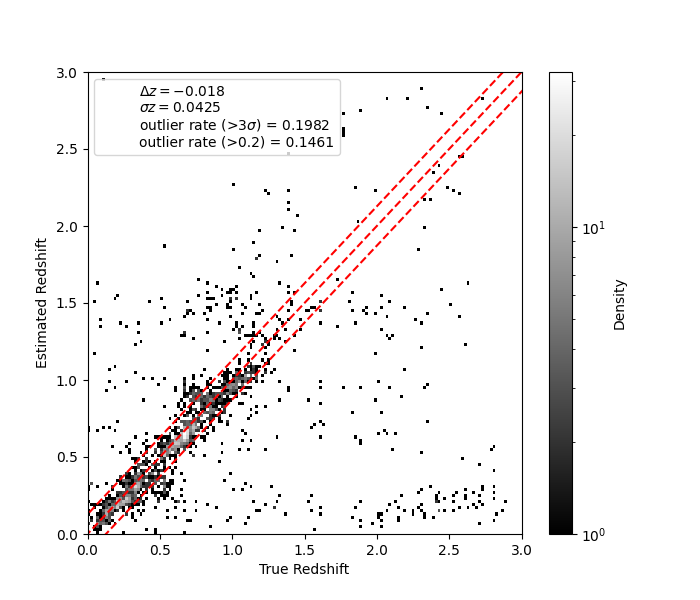 Δz = −0.018
σz = 0.0425
outlier rate (>3σ) = 0.1982
outlier rate (>0.2) = 0.1461
3.0
2.5
2.0
1.5
1.0
0.5
0.0
Estimated Redshift
0.0 0.5 1.0 1.5 2.0 2.5 3.0
True Redshift
10¹
10⁰
Density